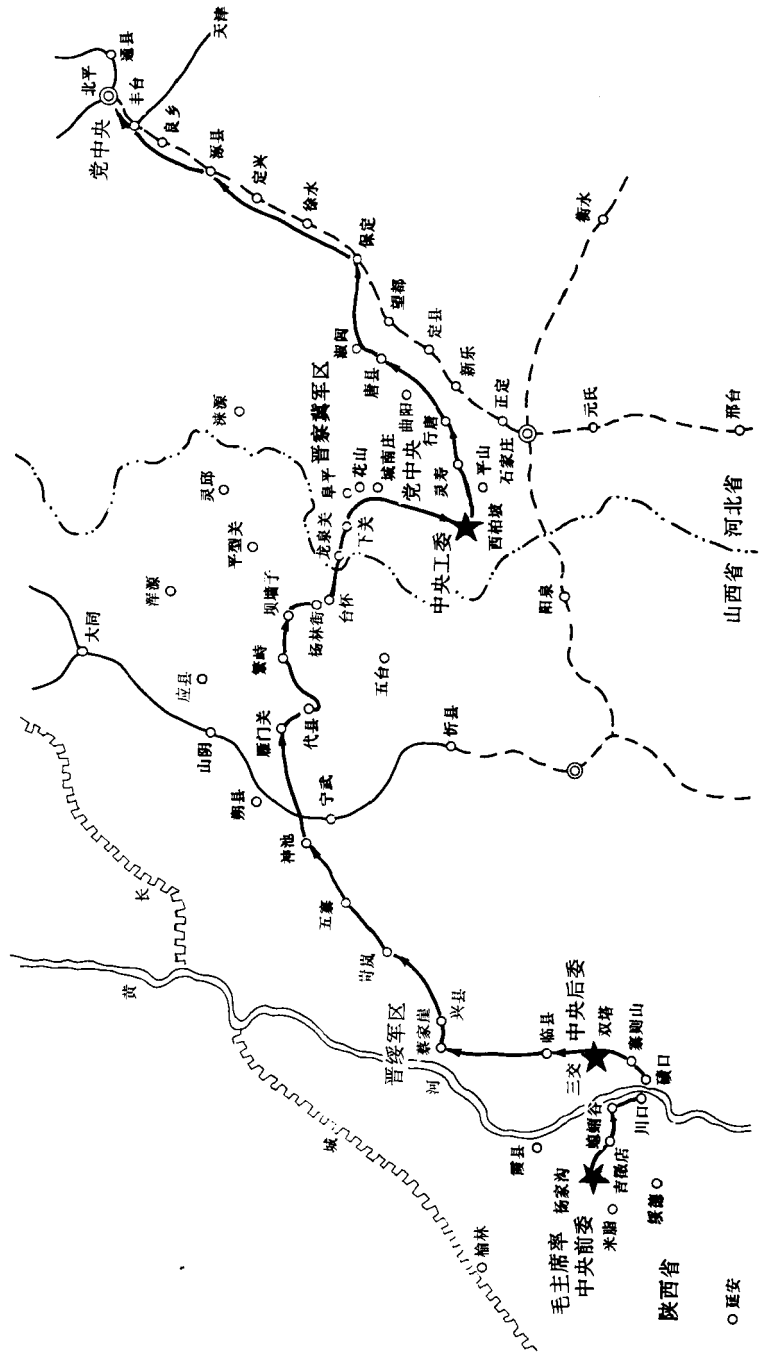 天津
通县
北平
丰台
党中央
良乡
涿县
定兴
徐水
保定
望都
定县
新乐
正定
石家庄
衡水
元氏
邢台
淑闾
唐县
曲阳
行唐
灵寿
平山
西柏坡
中央工委
党中央
晋察冀军区
涞源
灵邱
平型关
浑源
阜平
花山
城南庄
龙泉关
下关
台怀
杨林街
坝墙子
繁峙
五台
代县
雁门关
应县
大同
山阴
朔县
宁武
忻县
阳泉
山西省
河北省
神池
五寨
岢岚
兴县
蔡家崖
晋绥军区
临县
中央后委
双塔
三交
寨则山
碛口
川口
螅蜊谷
吉徵店
杨家沟
毛主席率
中央前委
米脂
绥德
葭县
榆林
陕西省
延安
长
城
黄
河